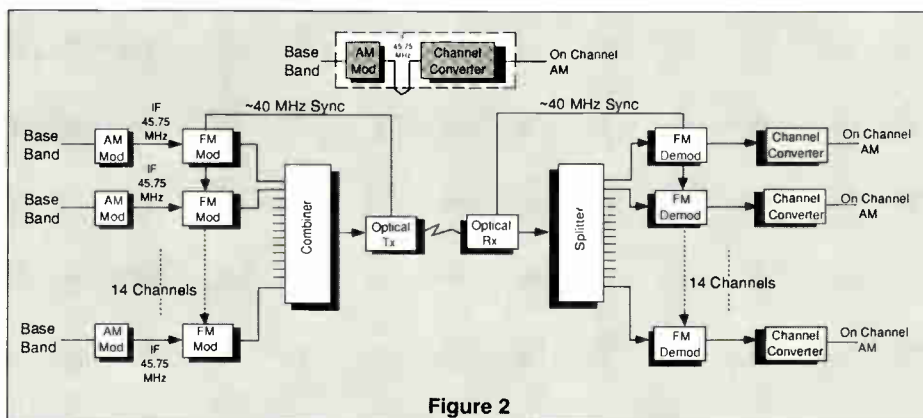 Base
Band
AM
Mod
IF
45.75
MHz
Channel
Converter
On Channel
AM
~40 MHz Sync
~40 MHz Sync
Base
Band
AM
Mod
IF
45.75
MHz
FM
Mod
FM
Demod
Channel
Converter
On Channel
AM
Base
Band
AM
Mod
IF
45.75
MHz
FM
Mod
FM
Demod
Channel
Converter
On Channel
AM
Combiner
Optical
Tx
Optical
Rx
Splitter
14 Channels
14 Channels
Base
Band
AM
Mod
IF
45.75
MHz
FM
Mod
FM
Demod
Channel
Converter
On Channel
AM
Figure 2